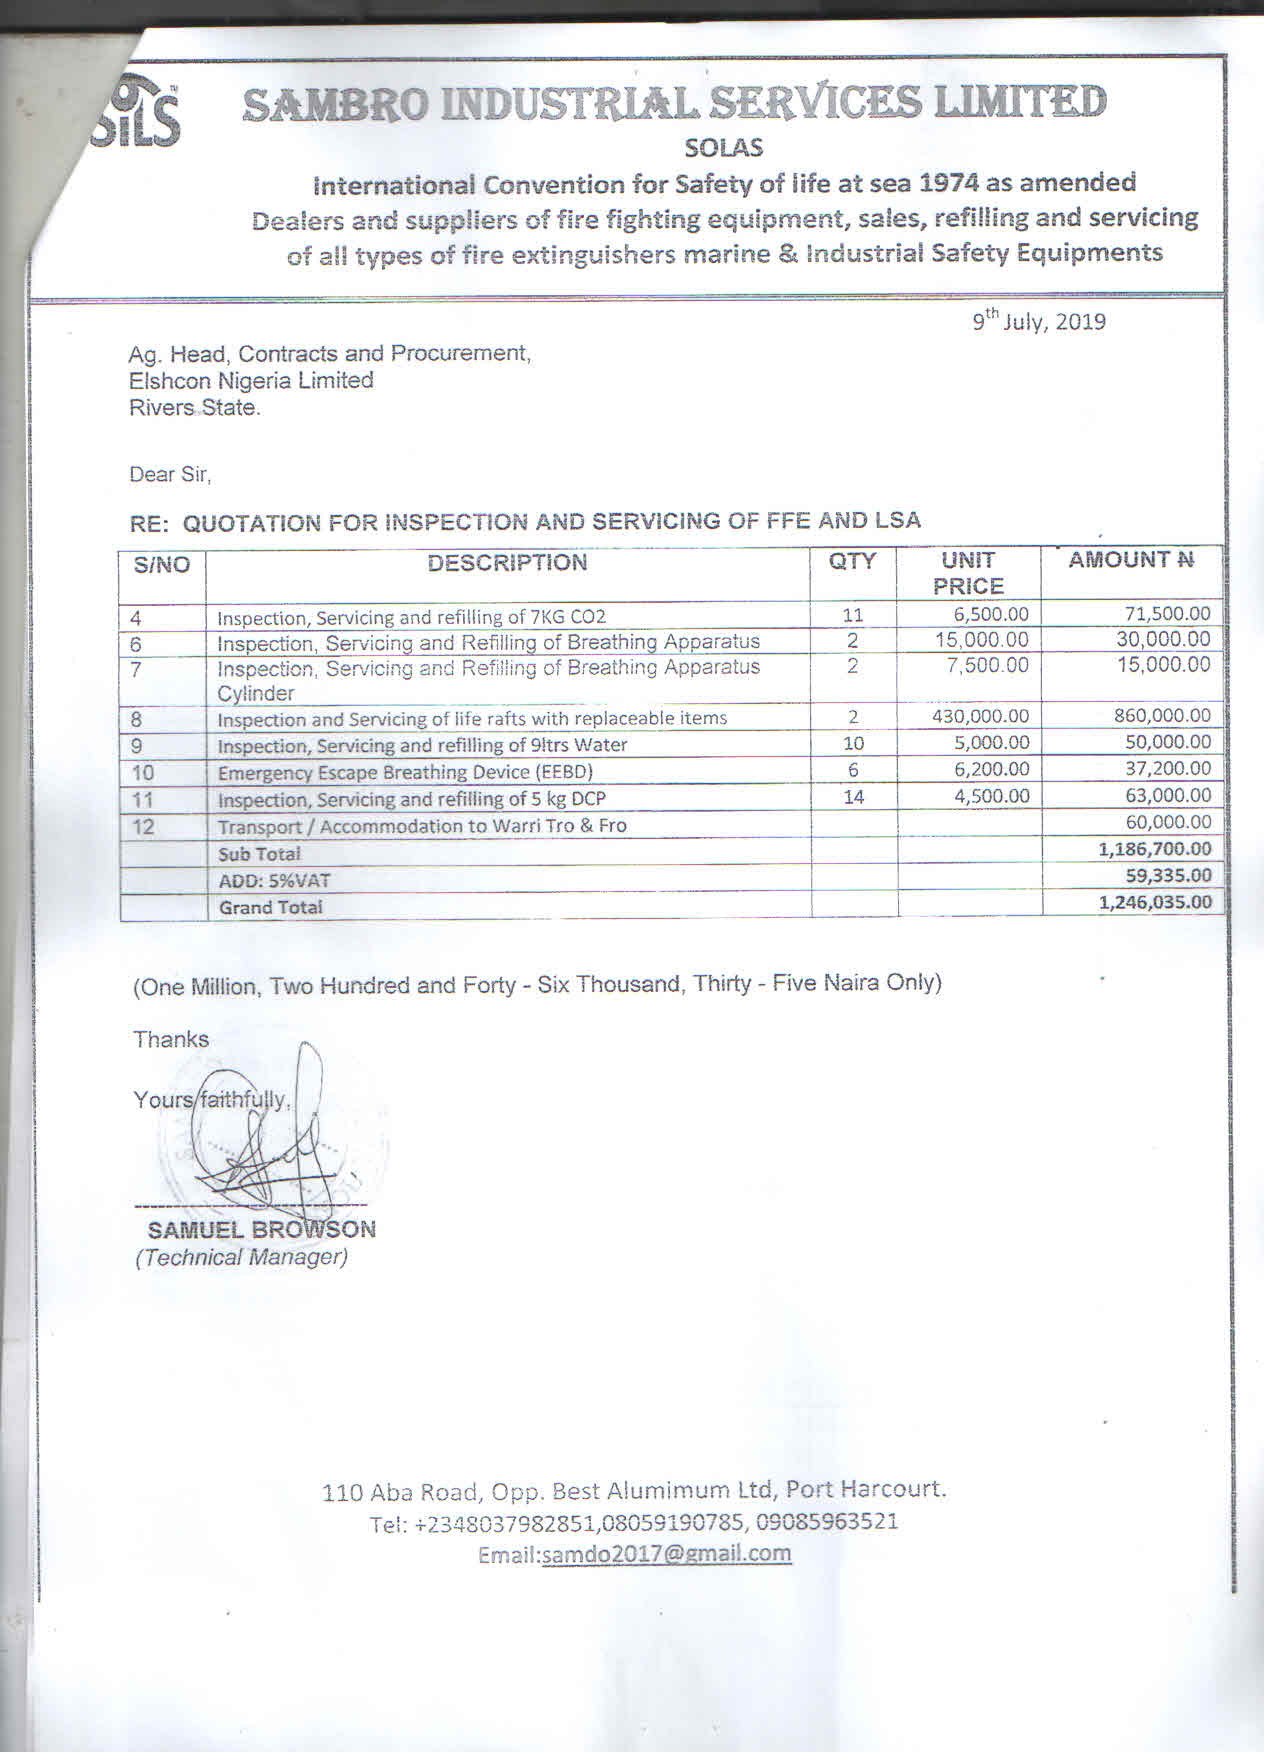 SiLS
SAMBRO INDUSTRIAL SERVICES LIMITED
SOLAS
International Convention for Safety of life at sea 1974 as amended
Dealers and suppliers of fire fighting equipment, sales, refilling and servicing
of all types of fire extinguishers marine & Industrial Safety Equipments
9th July, 2019
Ag. Head, Contracts and Procurement,
Elshcon Nigeria Limited
Rivers State.
Dear Sir,
RE: QUOTATION FOR INSPECTION AND SERVICING OF FFE AND LSA
S/NO DESCRIPTION QTY UNIT PRICE AMOUNT ₦
4 Inspection, Servicing and refilling of 7KG CO2 11 6,500.00 71,500.00
6 Inspection, Servicing and Refilling of Breathing Apparatus 2 15,000.00 30,000.00
7 Inspection, Servicing and Refilling of Breathing Apparatus 2 7,500.00 15,000.00
Cylinder
8 Inspection and Servicing of life rafts with replaceable items 2 430,000.00 860,000.00
9 Inspection, Servicing and refilling of 9ltrs Water 10 5,000.00 50,000.00
10 Emergency Escape Breathing Device (EEBD) 6 6,200.00 37,200.00
11 Inspection, Servicing and refilling of 5 kg DCP 14 4,500.00 63,000.00
12 Transport / Accommodation to Warri Tro & Fro 60,000.00
Sub Total 1,186,700.00
ADD: 5%VAT 59,335.00
Grand Total 1,246,035.00
(One Million, Two Hundred and Forty - Six Thousand, Thirty - Five Naira Only)
Thanks
Yours faithfully,
SAMUEL BROWSON
(Technical Manager)
110 Aba Road, Opp. Best Alumimum Ltd, Port Harcourt.
Tel: +2348037982851,08059190785, 09085963521
Email:samdo2017@gmail.com